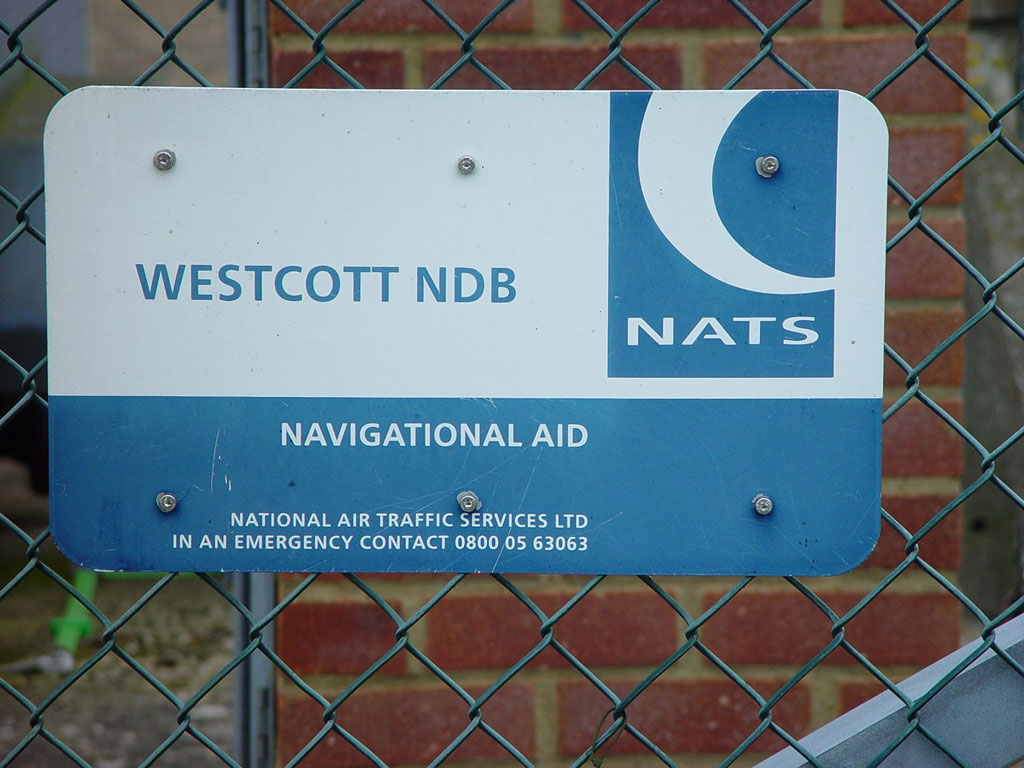 WESTCOTT NDB
NATS
NAVIGATIONAL AID
NATIONAL AIR TRAFFIC SERVICES LTD
IN AN EMERGENCY CONTACT 0800 05 63063